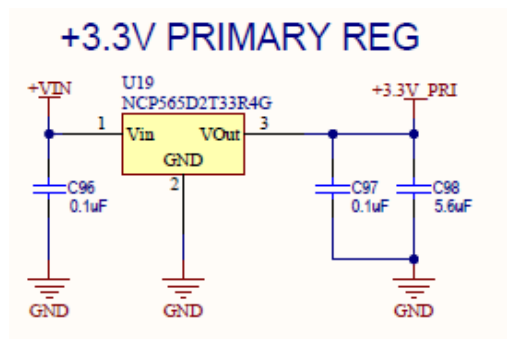 +3.3V PRIMARY REG
U19
NCP565D2T33R4G
+VIN
+3.3V_PRI
1
Vin
VOut
3
GND
2
C96
0.1uF
C97
0.1uF
C98
5.6uF
GND
GND
GND